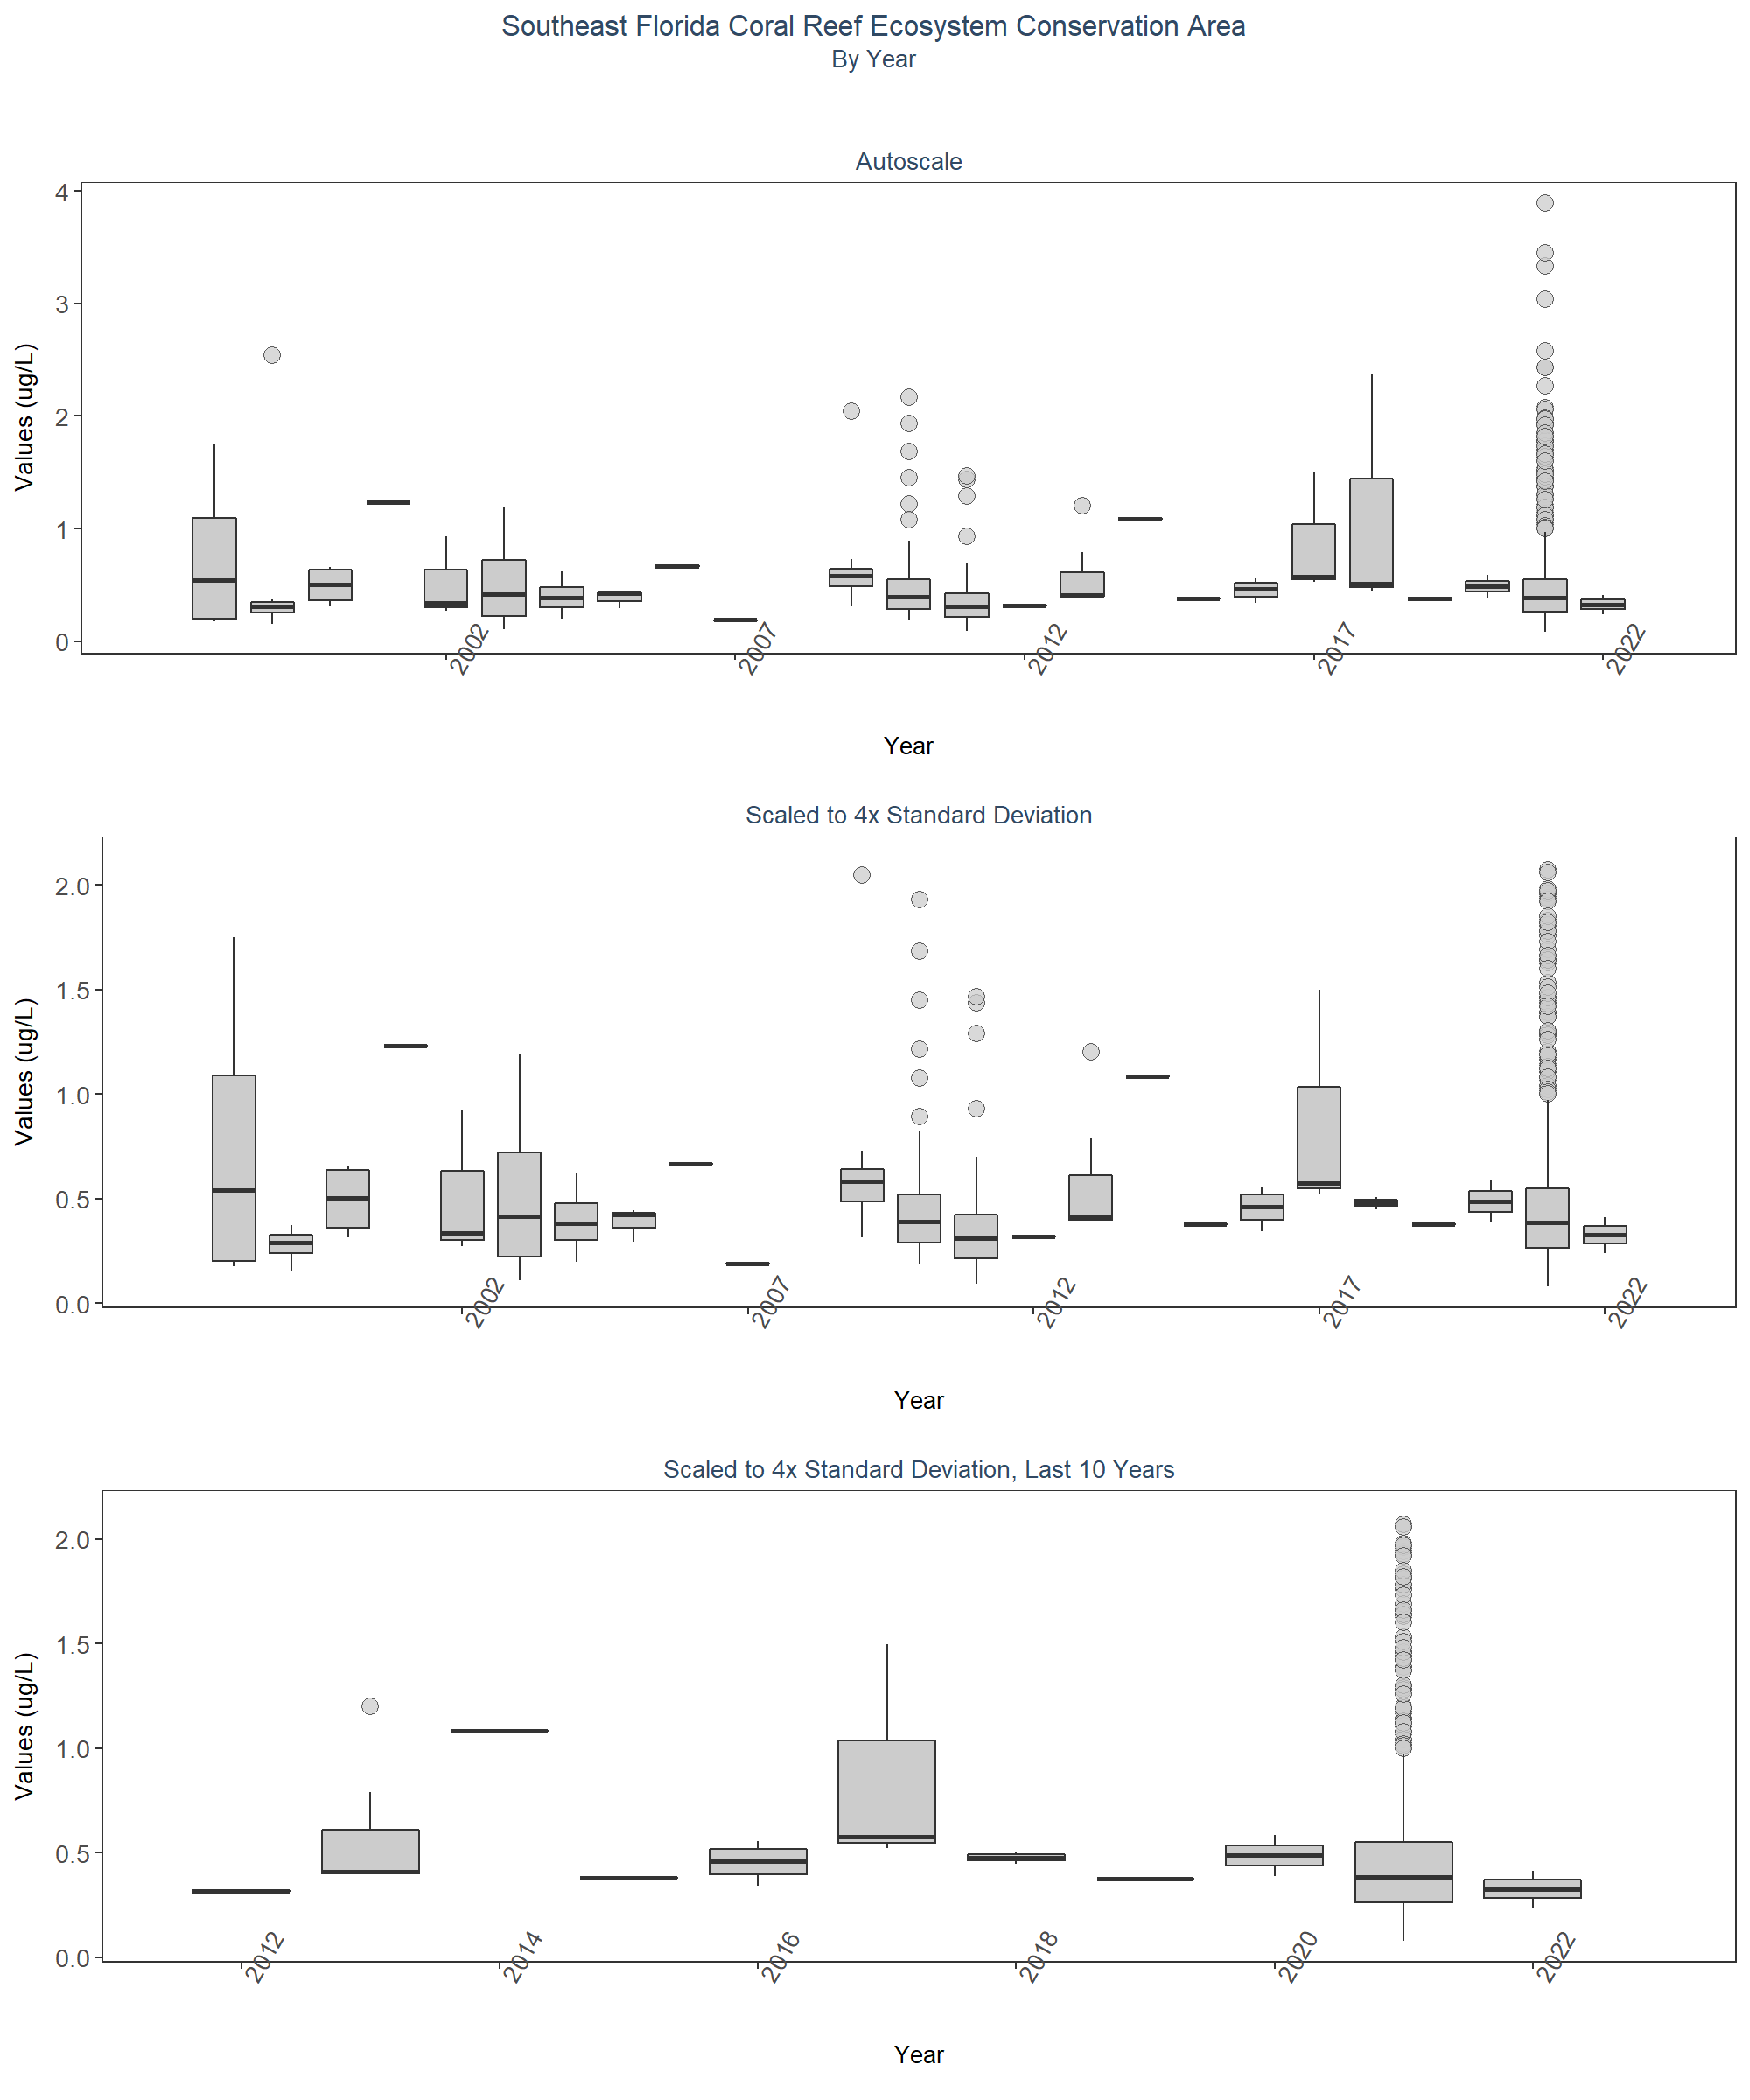 Southeast Florida Coral Reef Ecosystem Conservation Area
By Year
Autoscale
Values (ug/L)
4
3
2
1
0
2002
2007
2012
2017
2022
Year
Scaled to 4x Standard Deviation
Values (ug/L)
2.0
1.5
1.0
0.5
0.0
2002
2007
2012
2017
2022
Year
Scaled to 4x Standard Deviation, Last 10 Years
Values (ug/L)
2.0
1.5
1.0
0.5
0.0
2012
2014
2016
2018
2020
2022
Year